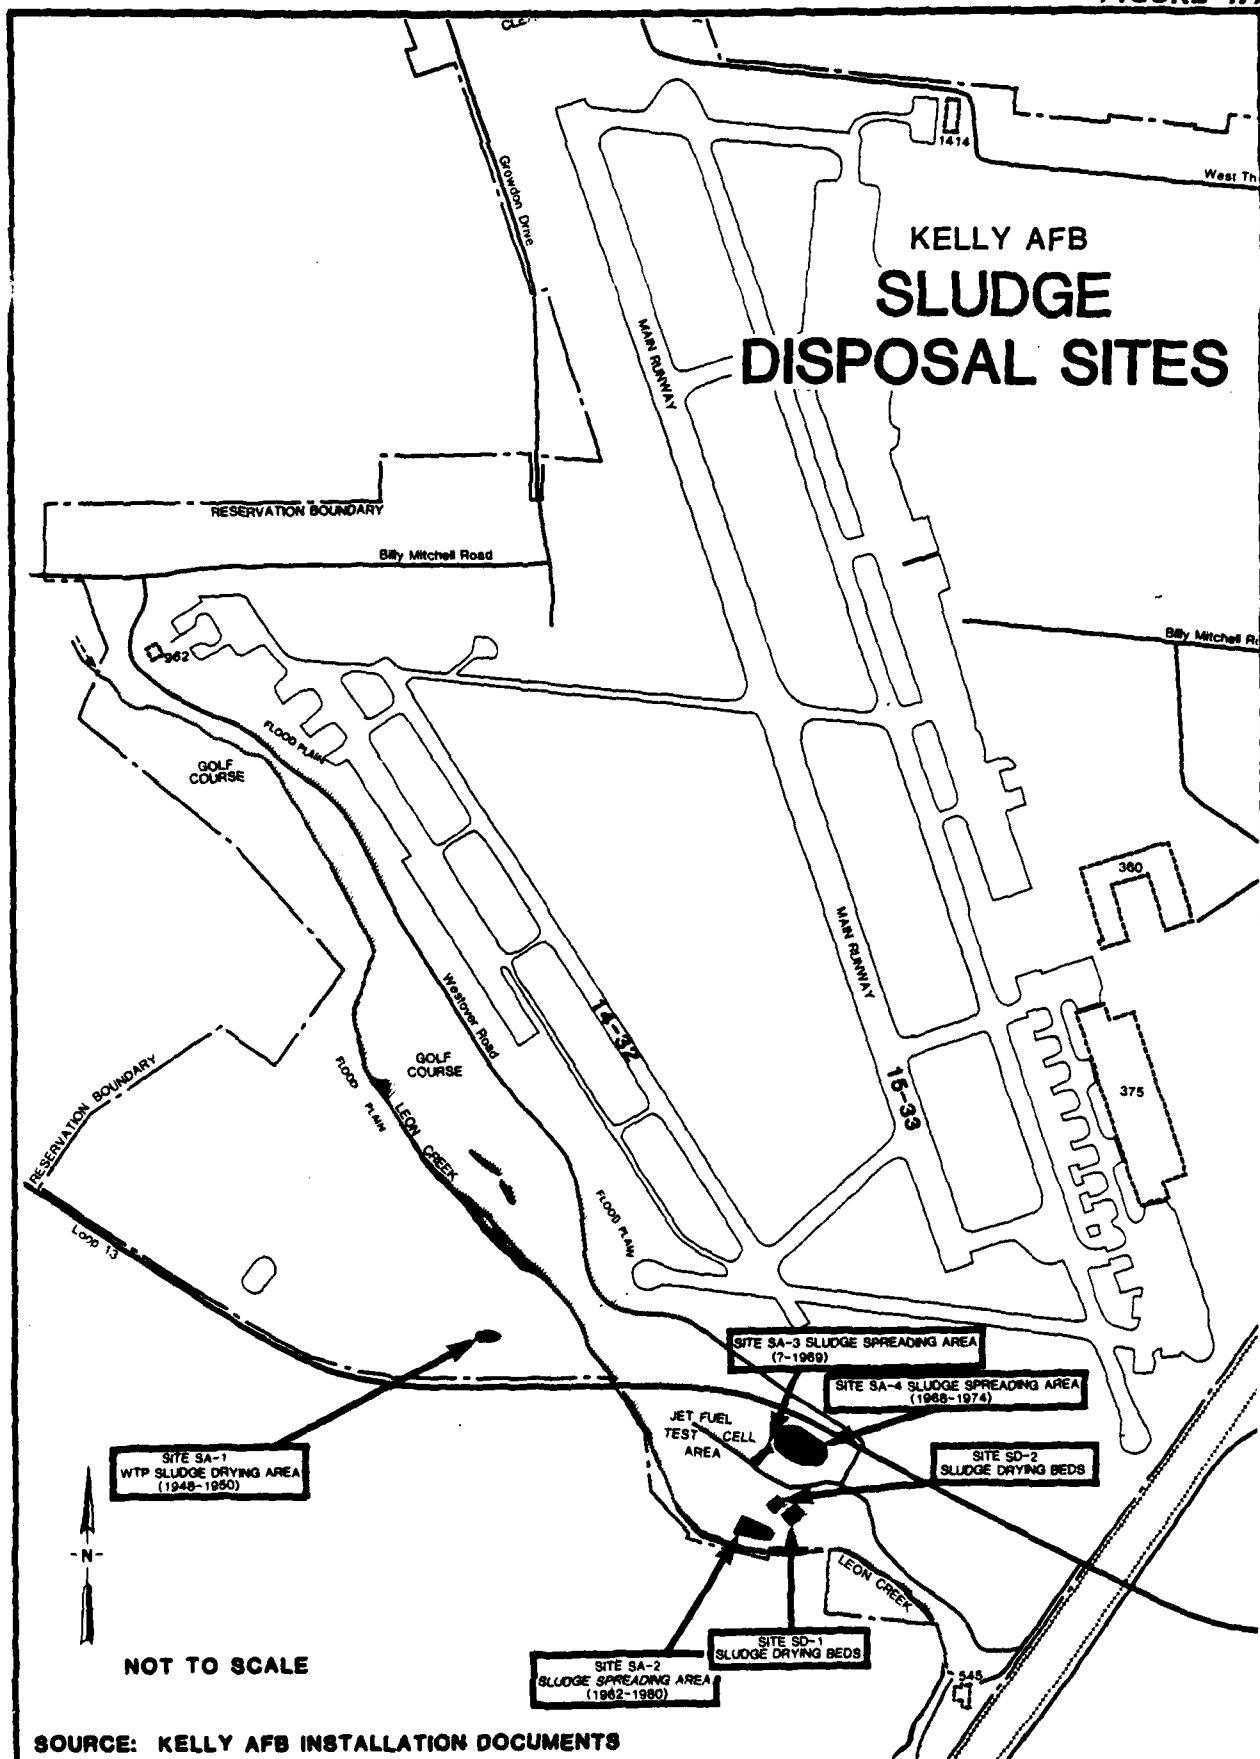 1414
KELLY AFB
SLUDGE
DISPOSAL SITES
Growdon Drive
MAIN RUNWAY
RESERVATION BOUNDARY
Billy Mitchell Road
Billy Mitchell
962
FLOOD PLAIN
GOLF
COURSE
360
MAIN RUNWAY
Westover Road
14-32
15-33
375
GOLF
COURSE
FLOOD
PLAIN
LEON
CREEK
RESERVATION BOUNDARY
Loop 13
FLOOD PLAIN
SITE SA-3 SLUDGE SPREADING AREA
(?-1969)
SITE SA-4 SLUDGE SPREADING AREA
(1968-1974)
JET FUEL
TEST CELL
AREA
SITE SA-1
WTP SLUDGE DRYING AREA
SITE SD-2
SLUDGE DRYING BEDS
-N-
LEON CREEK
SITE SD-1
SLUDGE DRYING BEDS
SITE SA-2
SLUDGE SPREADING AREA
(1962-1980)
545
NOT TO SCALE
SOURCE: KELLY AFB INSTALLATION DOCUMENTS